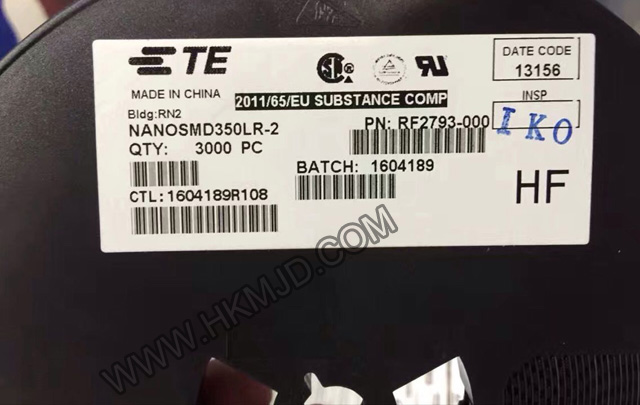 TE
DATE CODE
13156
MADE IN CHINA
2011/65/EU SUBSTANCE COMP
INSP
IKO
Bldg:RN2
NANOSMD350LR-2
PN: RF2793-000
QTY: 3000 PC
BATCH: 1604189
CTL:1604189R108
HF
WWW.HKMJD.COM